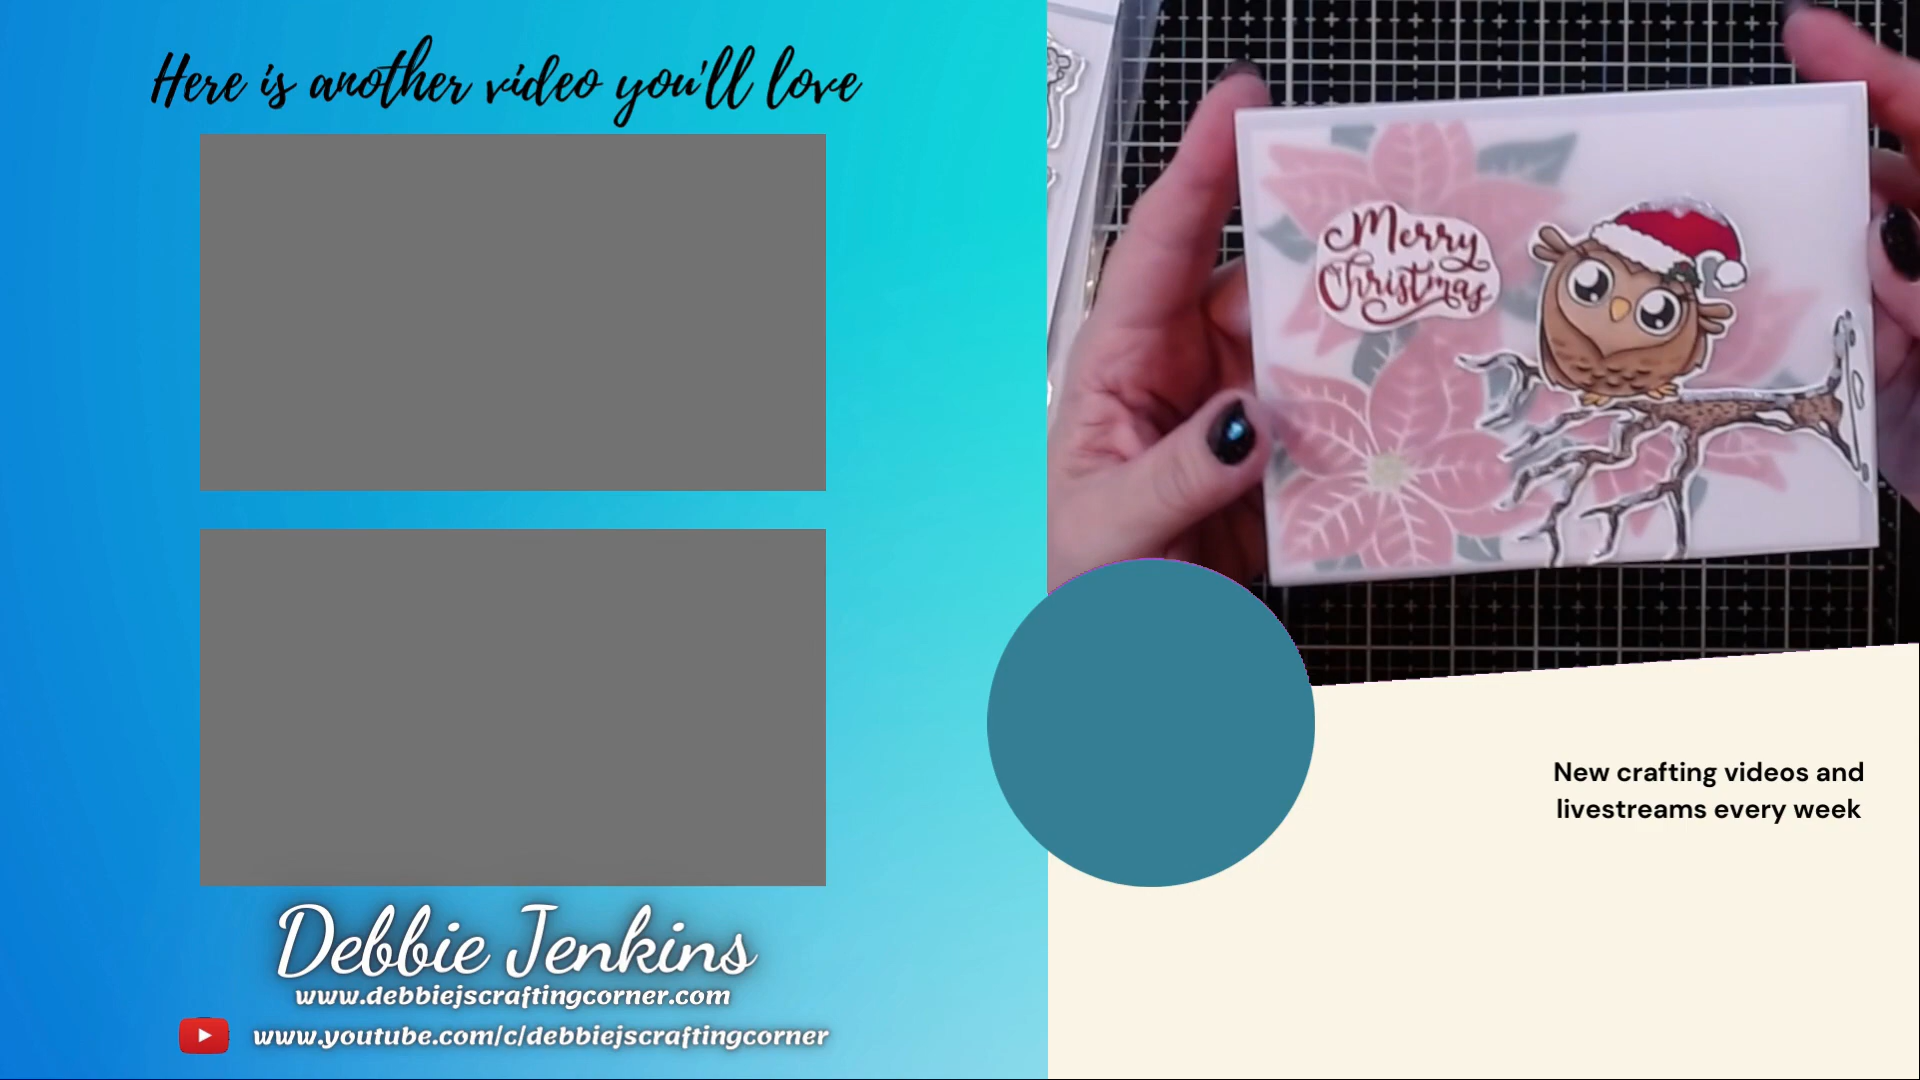 Here is another video you'll love
Merry
Christmas
New crafting videos and
livestreams every week
Debbie Jenkins
www.debbiejscraftingcorner.com
www.youtube.com/c/debbiejscraftingcorner